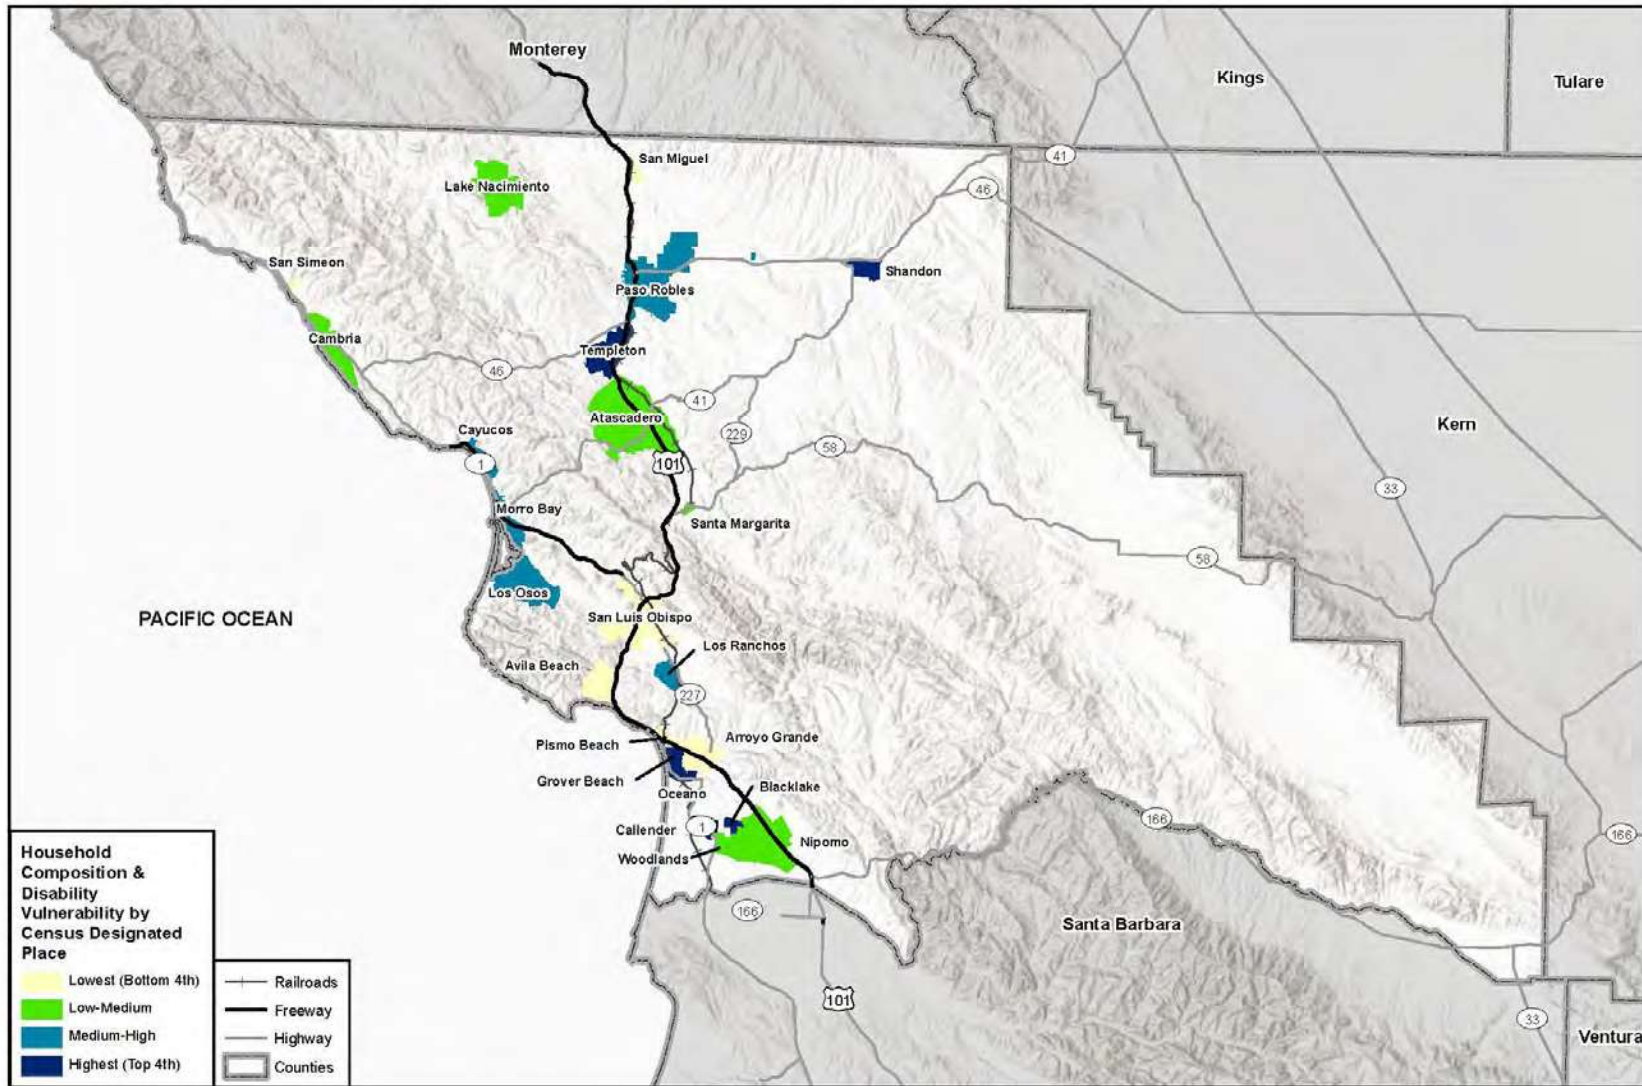 Monterey
Kings
Tulare
41
San Miguel
46
Lake Nacimiento
San Simeon
Shandon
Paso Robles
Cambria
Templeton
46
41
Atascadero
Kern
229
Cayucos
58
1
101
33
Morro Bay
Santa Margarita
58
Los Osos
PACIFIC OCEAN
San Luis Obispo
Los Ranchos
Avila Beach
227
Arroyo Grande
Pismo Beach
Grover Beach
Blacklake
Oceano
166
Callender
1
166
Nipomo
Woodlands
166
Santa Barbara
101
33
Ventura
Household
Composition &
Disability
Vulnerability by
Census Designated
Place
Lowest (Bottom 4th)
Low-Medium
Medium-High
Highest (Top 4th)
Railroads
Freeway
Highway
Counties